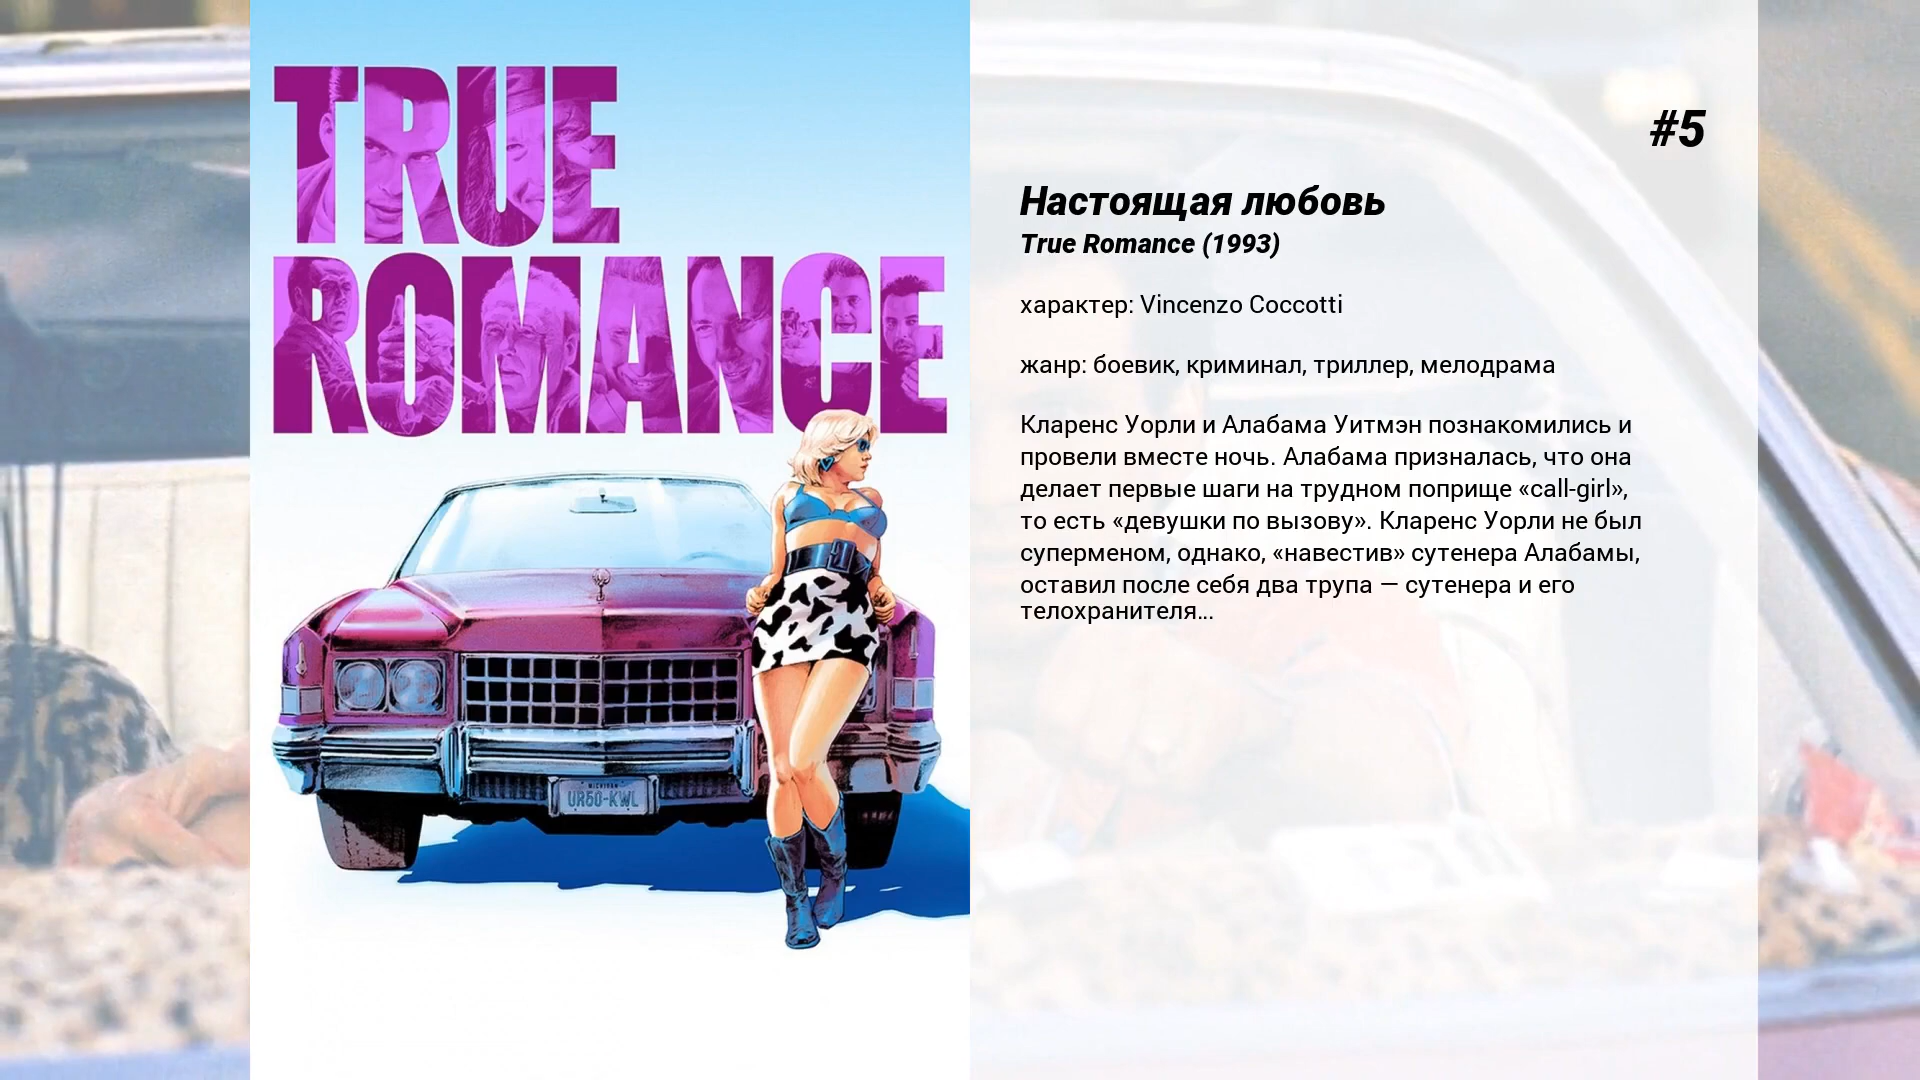 TRUE
ROMANCE
MICHIGAN
UR50-KWL
#5
Настоящая любовь
True Romance (1993)
характер: Vincenzo Coccotti
жанр: боевик, криминал, триллер, мелодрама
Кларенс Уорли и Алабама Уитмэн познакомились и
провели вместе ночь. Алабама призналась, что она
делает первые шаги на трудном поприще «call-girl»,
то есть «девушки по вызову». Кларенс Уорли не был
суперменом, однако, «навестив» сутенера Алабамы,
оставил после себя два трупа — сутенера и его
телохранителя...